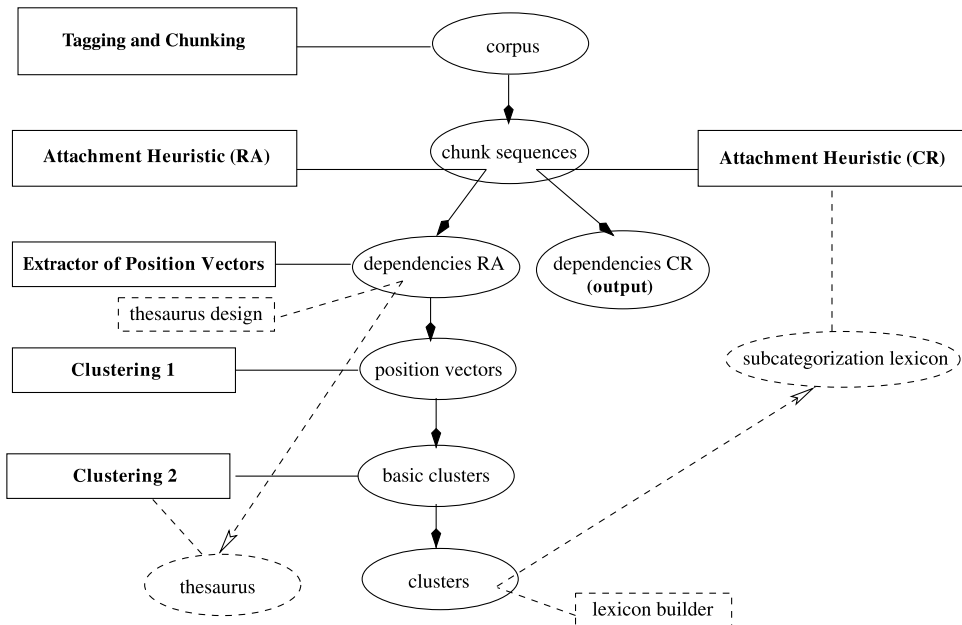 Tagging and Chunking
corpus
Attachment Heuristic (RA)
chunk sequences
Attachment Heuristic (CR)
Extractor of Position Vectors
dependencies RA
dependencies CR
(output)
thesaurus design
Clustering 1
position vectors
subcategorization lexicon
Clustering 2
basic clusters
thesaurus
clusters
lexicon builder